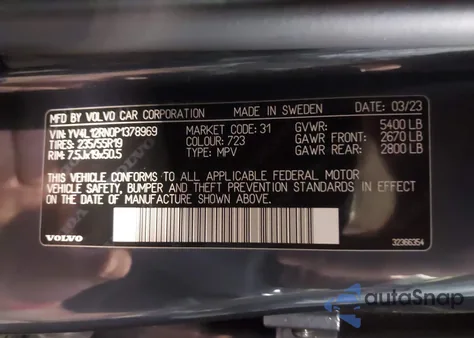 MFD BY VOLVO CAR CORPORATION MADE IN SWEDEN DATE: 03/23
VIN: YV4L12RN0P1378969 MARKET CODE: 31 GVWR: 5400 LB
TIRES: 235/55R19 COLOUR: 723 GAWR FRONT: 2670 LB
RIM: 7.5Jx19x50.5 TYPE: MPV GAWR REAR: 2800 LB
THIS VEHICLE CONFORMS TO ALL APPLICABLE FEDERAL MOTOR
VEHICLE SAFETY, BUMPER AND THEFT PREVENTION STANDARDS IN EFFECT
ON THE DATE OF MANUFACTURE SHOWN ABOVE.
VOLVO 32366354
autoSnap